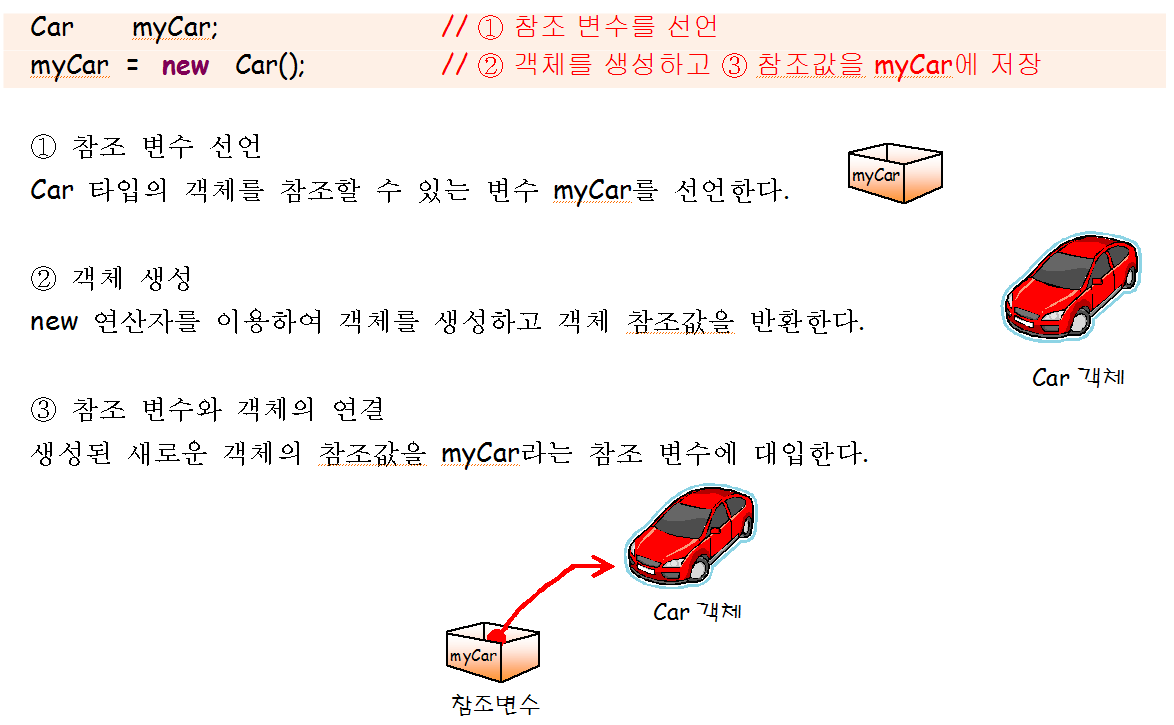 Car myCar; // ① 참조 변수를 선언
myCar = new Car(); // ② 객체를 생성하고 ③ 참조값을 myCar에 저장
① 참조 변수 선언
Car 타입의 객체를 참조할 수 있는 변수 myCar를 선언한다.
myCar
② 객체 생성
new 연산자를 이용하여 객체를 생성하고 객체 참조값을 반환한다.
Car 객체
③ 참조 변수와 객체의 연결
생성된 새로운 객체의 참조값을 myCar라는 참조 변수에 대입한다.
Car 객체
myCar
참조변수